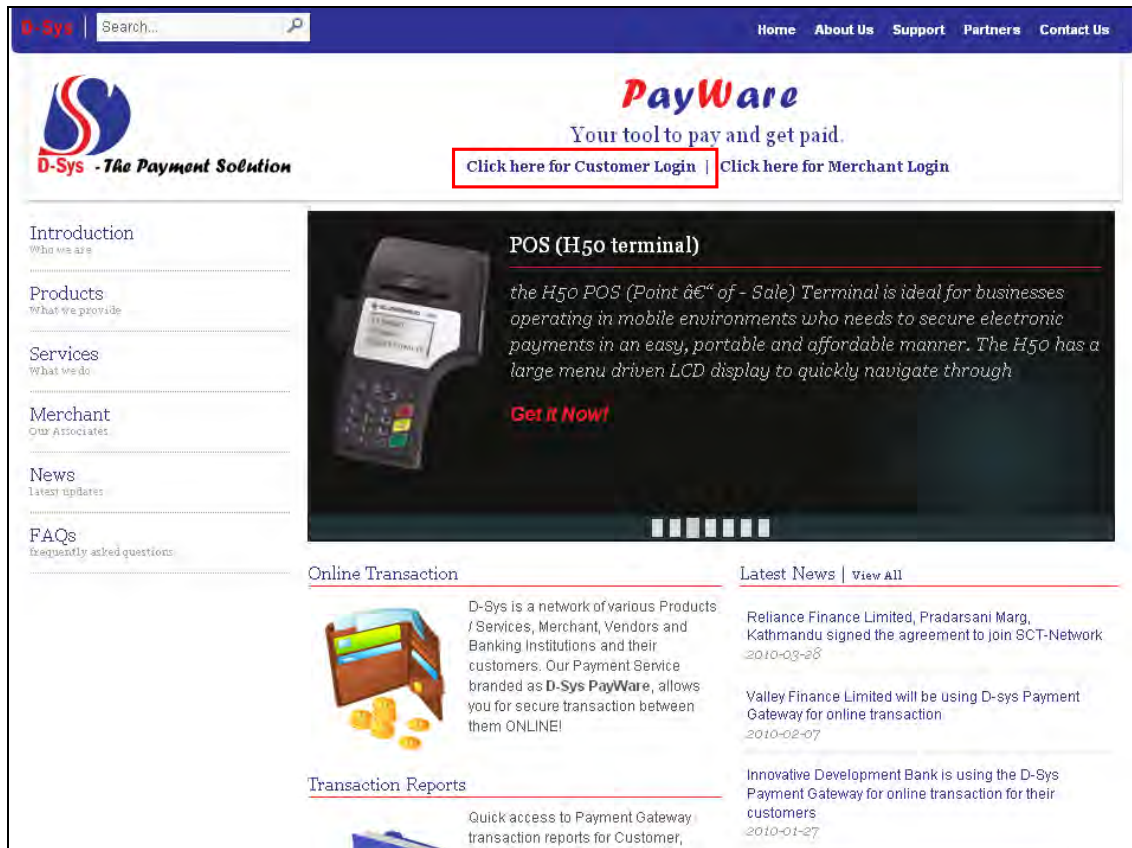 D-Sys
Search...
Home About Us Support Partners Contact Us
D-Sys - The Payment Solution
PayWare
Your tool to pay and get paid.
Click here for Customer Login | Click here for Merchant Login
Introduction
Who we are
Products
What we provide
Services
What we do
Merchant
Our Associates
News
latest updates
FAQs
frequently asked questions
POS (H50 terminal)
the H50 POS (Point â€“ of - Sale) Terminal is ideal for businesses
operating in mobile environments who needs to secure electronic
payments in an easy, portable and affordable manner. The H50 has a
large menu driven LCD display to quickly navigate through
Get It Now!
Online Transaction
D-Sys is a network of various Products
/ Services, Merchant, Vendors and
Banking Institutions and their
customers. Our Payment Service
branded as D-Sys PayWare, allows
you for secure transaction between
them ONLINE!
Transaction Reports
Quick access to Payment Gateway
transaction reports for Customer,
Latest News | View All
Reliance Finance Limited, Pradarsani Marg,
Kathmandu signed the agreement to join SCT-Network
2010-03-28
Valley Finance Limited will be using D-sys Payment
Gateway for online transaction
2010-02-07
Innovative Development Bank is using the D-Sys
Payment Gateway for online transaction for their
customers
2010-01-27